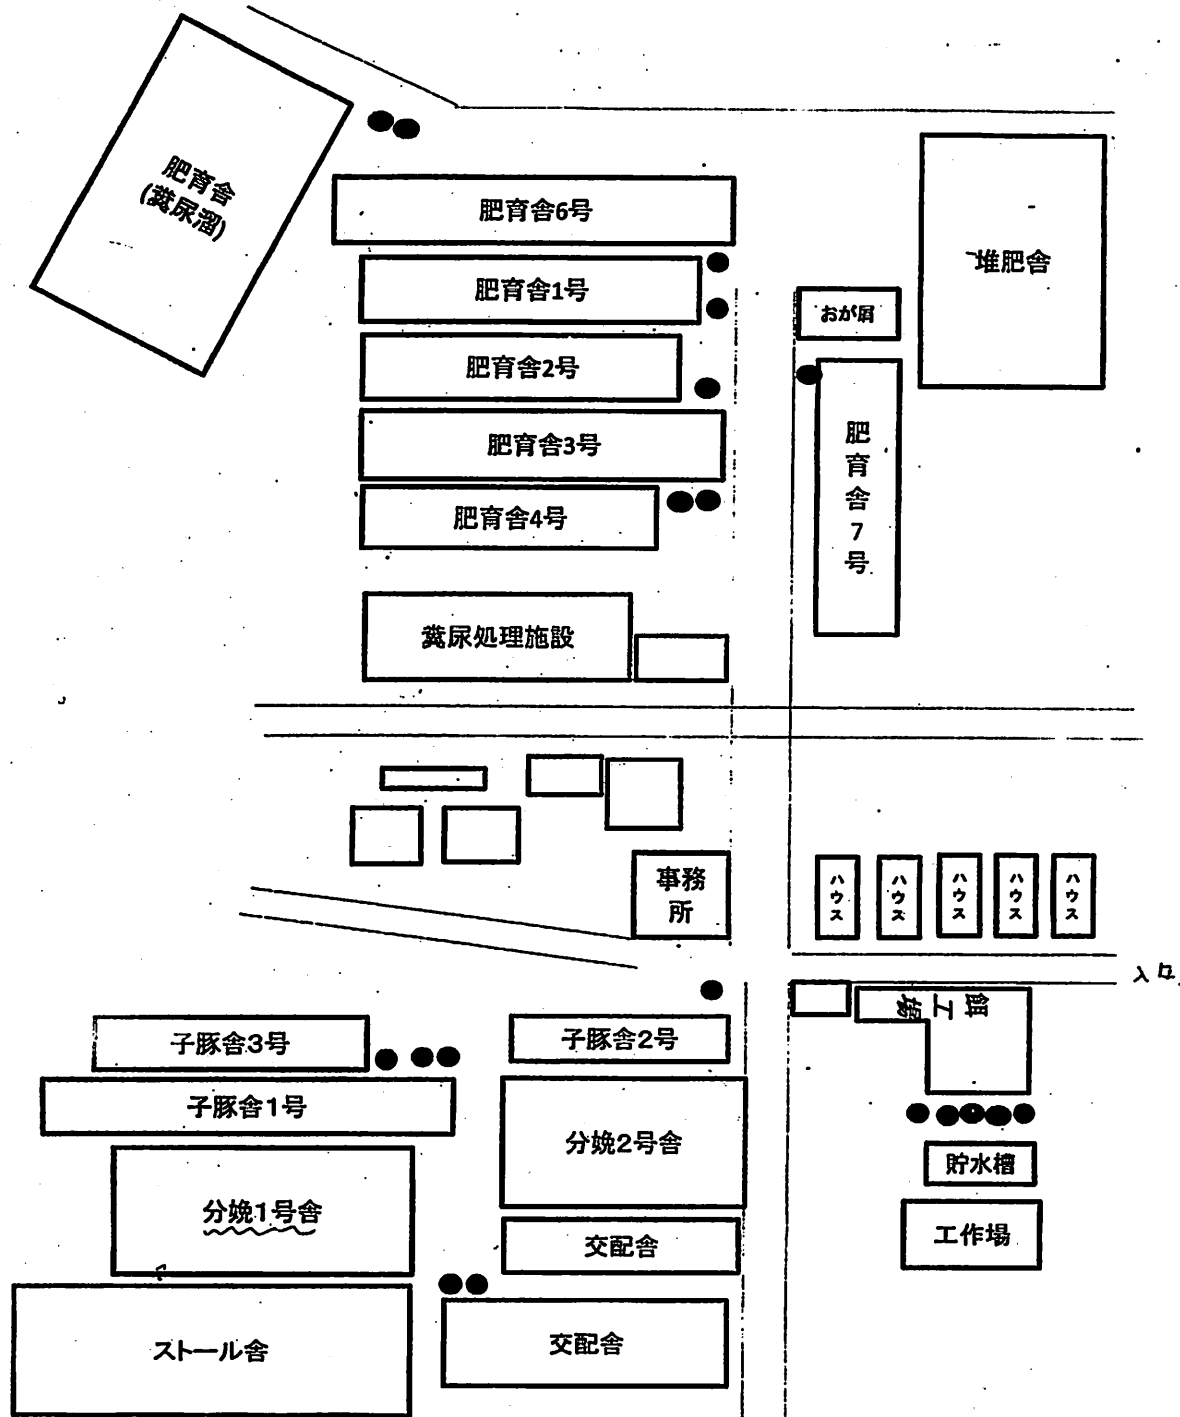 肥育舎
(糞尿溜)
肥育舎6号
肥育舎1号
肥育舎2号
肥育舎3号
肥育舎4号
堆肥舎
おが屑
肥育舎7号
糞尿処理施設
事務
所
ハウス
ハウス
ハウス
ハウス
ハウス
入口
餌工場
子豚舎3号
子豚舎2号
子豚舎1号
分娩2号舎
分娩1号舎
交配舎
貯水槽
工作場
ストール舎
交配舎